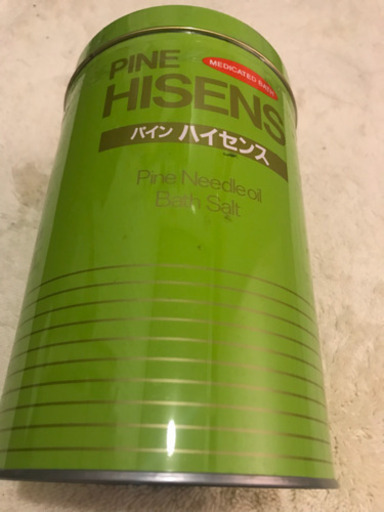 PINE
MEDICATED BATH
HISENS
パイン ハイセンス
Pine Needle oil
Bath Salt